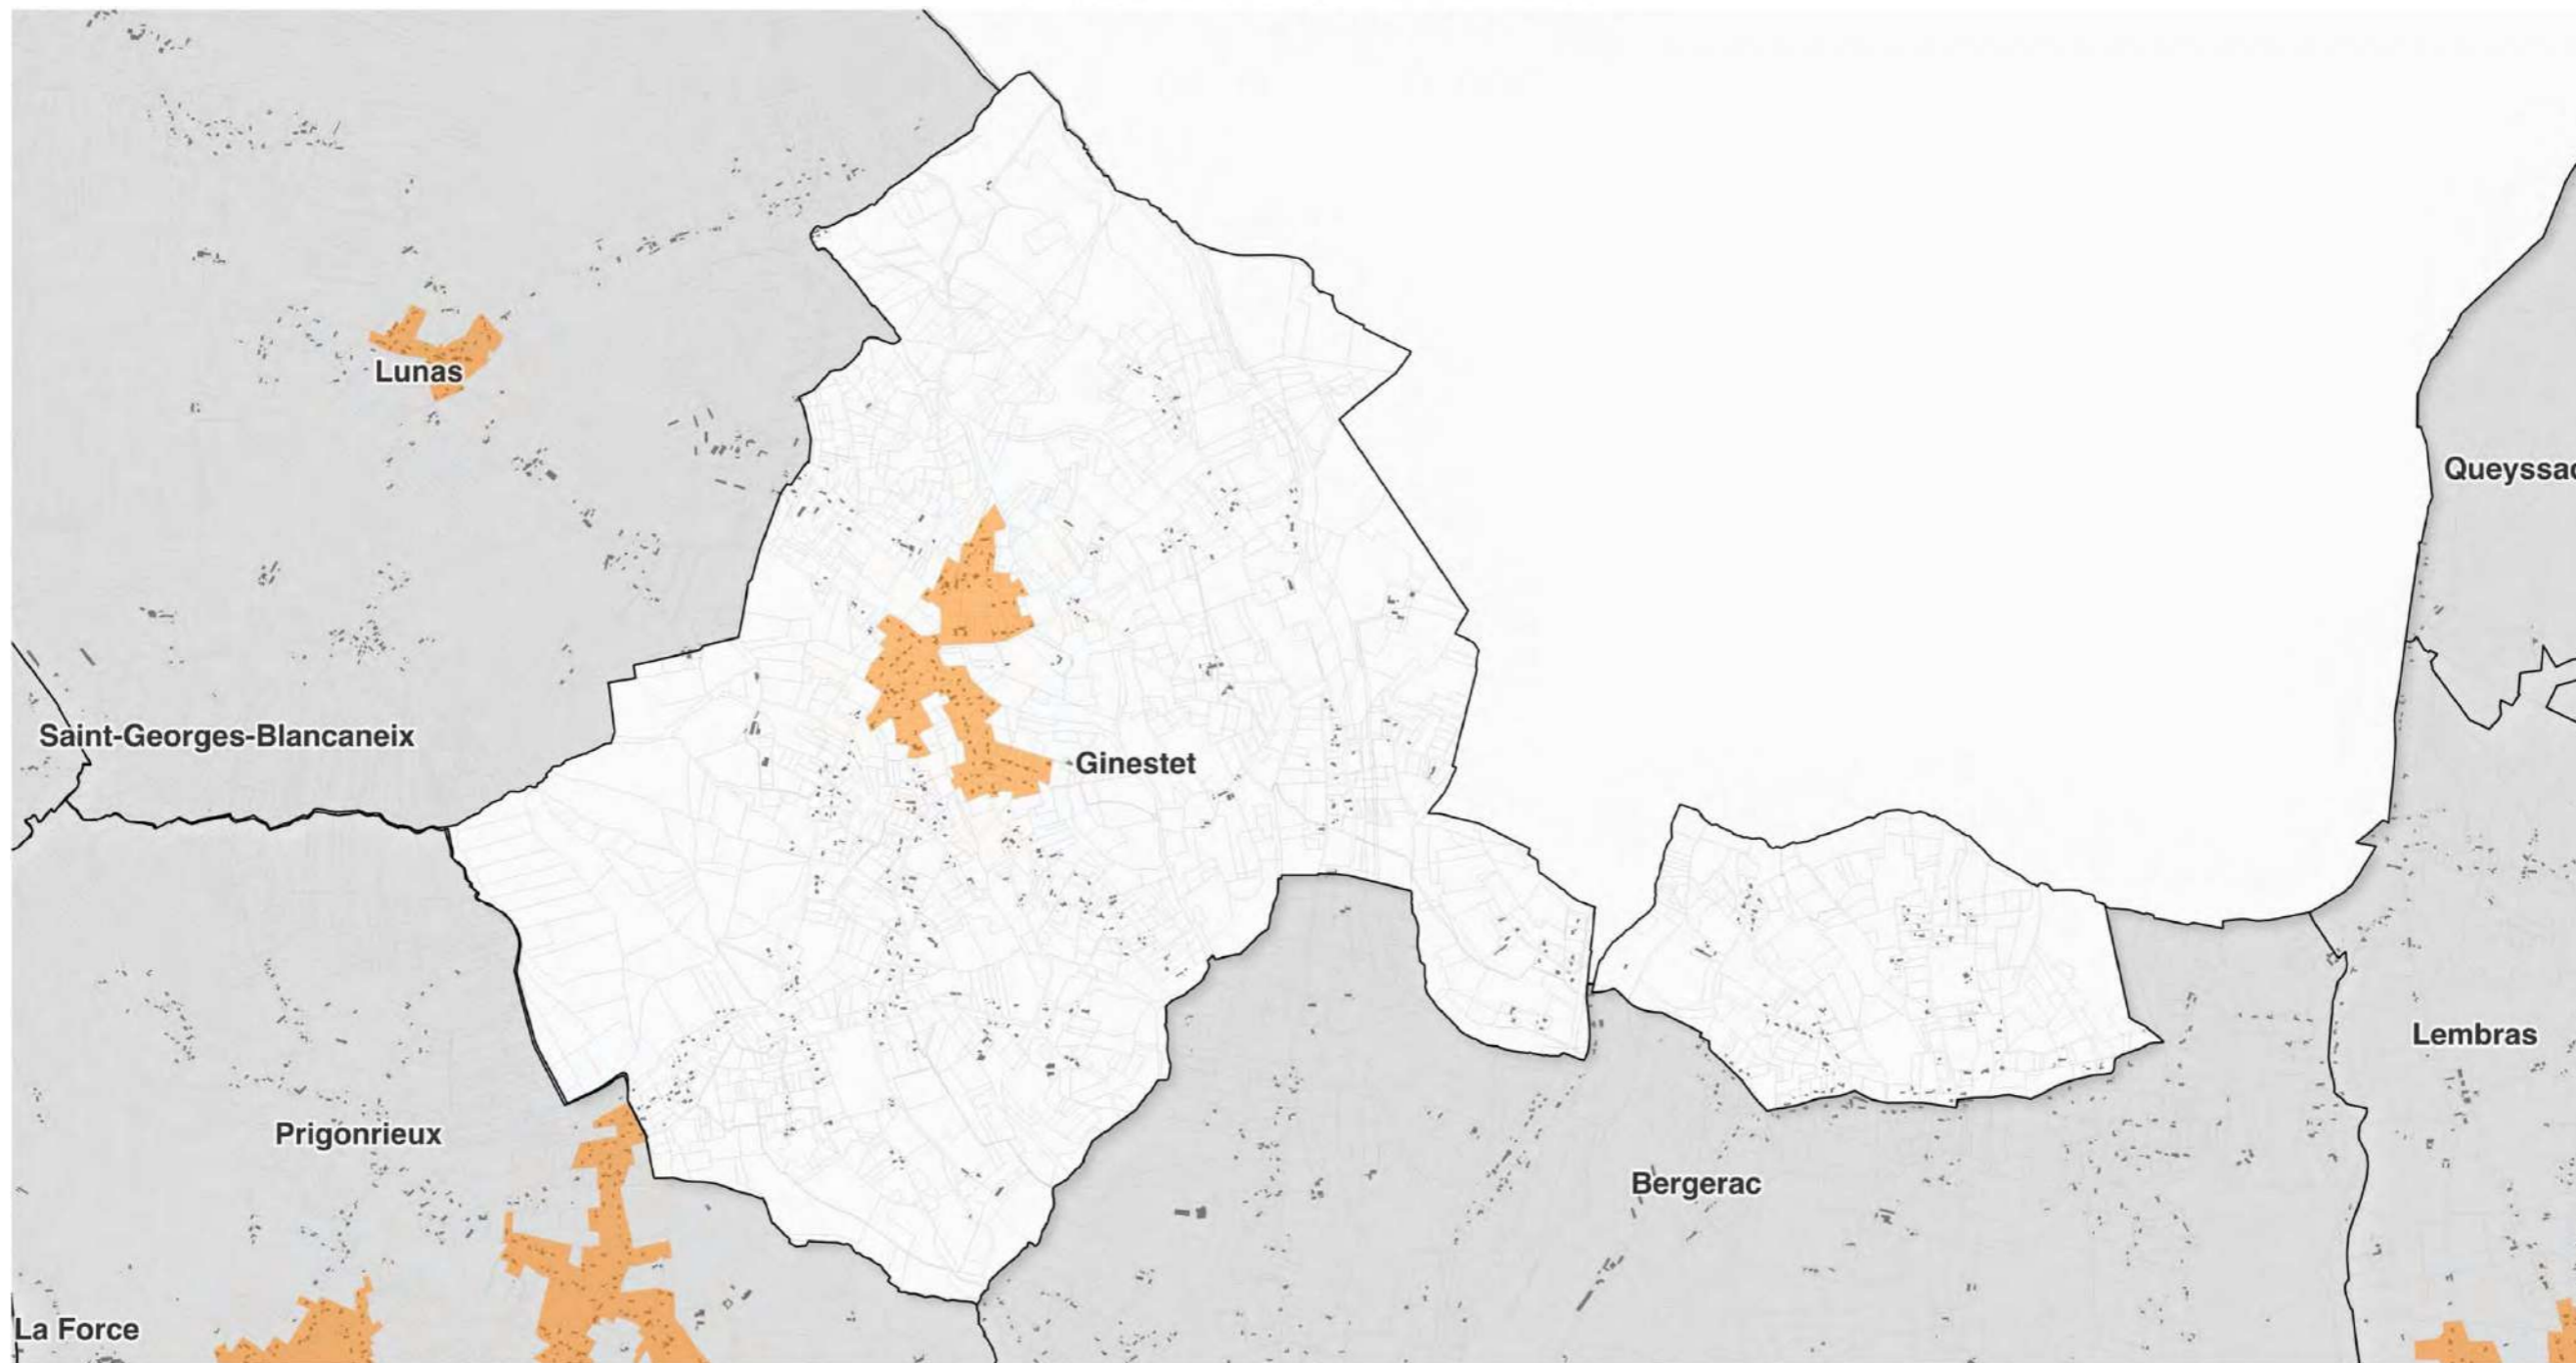 Lunas
Queyssac
Saint-Georges-Blancaneix
Ginestet
Lembras
Prigonrieux
Bergerac
La Force